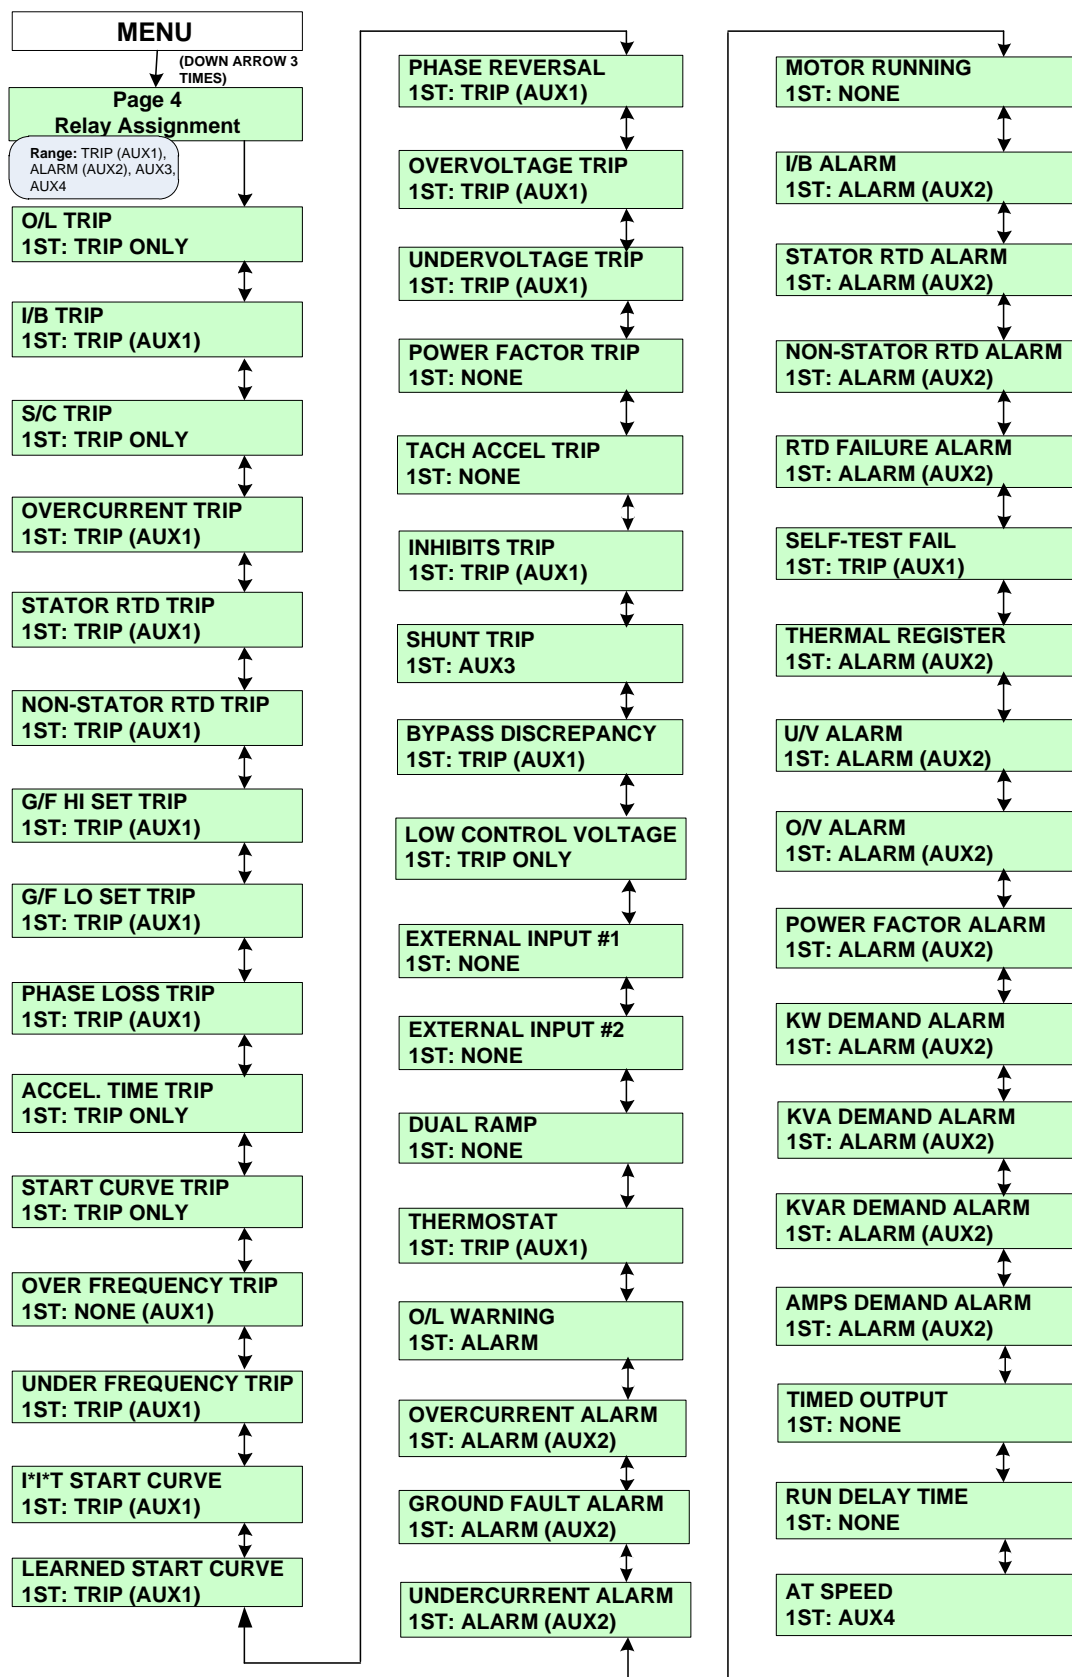 MENU
(DOWN ARROW 3
TIMES)
Page 4
Relay Assignment
Range: TRIP (AUX1),
ALARM (AUX2), AUX3,
AUX4
O/L TRIP
1ST: TRIP ONLY
I/B TRIP
1ST: TRIP (AUX1)
S/C TRIP
1ST: TRIP ONLY
OVERCURRENT TRIP
1ST: TRIP (AUX1)
STATOR RTD TRIP
1ST: TRIP (AUX1)
NON-STATOR RTD TRIP
1ST: TRIP (AUX1)
G/F HI SET TRIP
1ST: TRIP (AUX1)
G/F LO SET TRIP
1ST: TRIP (AUX1)
PHASE LOSS TRIP
1ST: TRIP (AUX1)
ACCEL. TIME TRIP
1ST: TRIP ONLY
START CURVE TRIP
1ST: TRIP ONLY
OVER FREQUENCY TRIP
1ST: NONE (AUX1)
UNDER FREQUENCY TRIP
1ST: TRIP (AUX1)
I*I*T START CURVE
1ST: TRIP (AUX1)
LEARNED START CURVE
1ST: TRIP (AUX1)
PHASE REVERSAL
1ST: TRIP (AUX1)
OVERVOLTAGE TRIP
1ST: TRIP (AUX1)
UNDERVOLTAGE TRIP
1ST: TRIP (AUX1)
POWER FACTOR TRIP
1ST: NONE
TACH ACCEL TRIP
1ST: NONE
INHIBITS TRIP
1ST: TRIP (AUX1)
SHUNT TRIP
1ST: AUX3
BYPASS DISCREPANCY
1ST: TRIP (AUX1)
LOW CONTROL VOLTAGE
1ST: TRIP ONLY
EXTERNAL INPUT #1
1ST: NONE
EXTERNAL INPUT #2
1ST: NONE
DUAL RAMP
1ST: NONE
THERMOSTAT
1ST: TRIP (AUX1)
O/L WARNING
1ST: ALARM
OVERCURRENT ALARM
1ST: ALARM (AUX2)
GROUND FAULT ALARM
1ST: ALARM (AUX2)
UNDERCURRENT ALARM
1ST: ALARM (AUX2)
MOTOR RUNNING
1ST: NONE
I/B ALARM
1ST: ALARM (AUX2)
STATOR RTD ALARM
1ST: ALARM (AUX2)
NON-STATOR RTD ALARM
1ST: ALARM (AUX2)
RTD FAILURE ALARM
1ST: ALARM (AUX2)
SELF-TEST FAIL
1ST: TRIP (AUX1)
THERMAL REGISTER
1ST: ALARM (AUX2)
U/V ALARM
1ST: ALARM (AUX2)
O/V ALARM
1ST: ALARM (AUX2)
POWER FACTOR ALARM
1ST: ALARM (AUX2)
KW DEMAND ALARM
1ST: ALARM (AUX2)
KVA DEMAND ALARM
1ST: ALARM (AUX2)
KVAR DEMAND ALARM
1ST: ALARM (AUX2)
AMPS DEMAND ALARM
1ST: ALARM (AUX2)
TIMED OUTPUT
1ST: NONE
RUN DELAY TIME
1ST: NONE
AT SPEED
1ST: AUX4